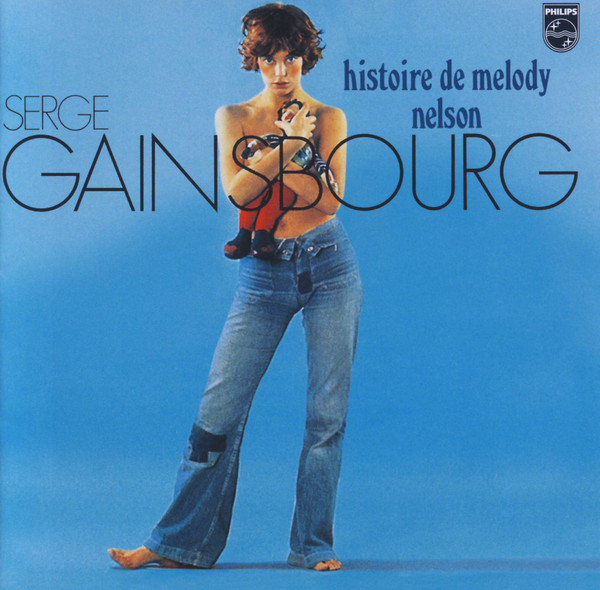 PHILIPS
histoire de melody
nelson
SERGE
GAINSBOURG